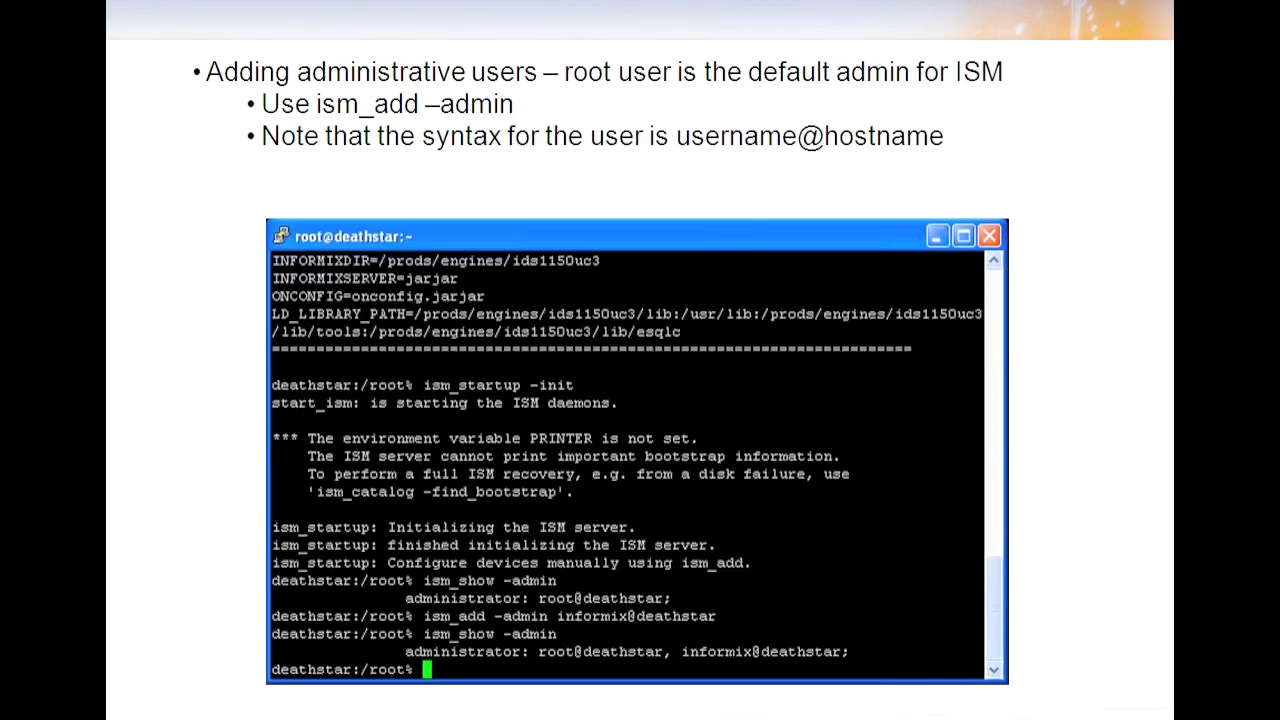 • Adding administrative users – root user is the default admin for ISM
• Use ism_add –admin
• Note that the syntax for the user is username@hostname
root@deathstar:~
INFORMIXDIR=/prods/engines/ids1150uc3
INFORMIXSERVER=jarjar
ONCONFIG=onconfig.jarjar
LD_LIBRARY_PATH=/prods/engines/ids1150uc3/lib:/usr/lib:/prods/engines/ids1150uc3
/lib/tools:/prods/engines/ids1150uc3/lib/esqlc
========================================================================
deathstar:/root% ism_startup -init
start_ism: is starting the ISM daemons.
*** The environment variable PRINTER is not set.
The ISM server cannot print important bootstrap information.
To perform a full ISM recovery, e.g. from a disk failure, use
'ism_catalog -find_bootstrap'.
ism_startup: Initializing the ISM server.
ism_startup: finished initializing the ISM server.
ism_startup: Configure devices manually using ism_add.
deathstar:/root% ism_show -admin
administrator: root@deathstar;
deathstar:/root% ism_add -admin informix@deathstar
deathstar:/root% ism_show -admin
administrator: root@deathstar, informix@deathstar;
deathstar:/root%